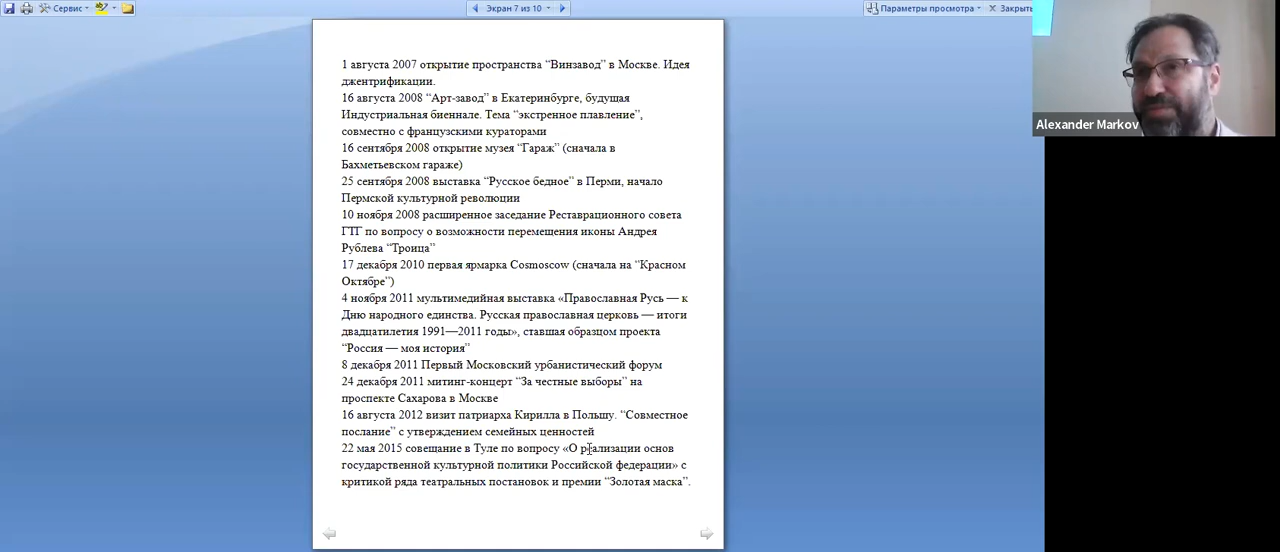 Сервис
Экран 7 из 10
Параметры просмотра
Закрыть
Alexander Markov
1 августа 2007 открытие пространства “Винзавод” в Москве. Идея
джентрификации.
16 августа 2008 “Арт-завод” в Екатеринбурге, будущая
Индустриальная биеннале. Тема “экстренное плавление”,
совместно с французскими кураторами
16 сентября 2008 открытие музея “Гараж” (сначала в
Бахметьевском гараже)
25 сентября 2008 выставка “Русское бедное” в Перми, начало
Пермской культурной революции
10 ноября 2008 расширенное заседание Реставрационного совета
ГТГ по вопросу о возможности перемещения иконы Андрея
Рублева “Троица”
17 декабря 2010 первая ярмарка Cosmoscow (сначала на “Красном
Октябре”)
4 ноября 2011 мультимедийная выставка «Православная Русь — к
Дню народного единства. Русская православная церковь — итоги
двадцатилетия 1991—2011 годы», ставшая образцом проекта
“Россия — моя история”
8 декабря 2011 Первый Московский урбанистический форум
24 декабря 2011 митинг-концерт “За честные выборы” на
проспекте Сахарова в Москве
16 августа 2012 визит патриарха Кирилла в Польшу. “Совместное
послание” с утверждением семейных ценностей
22 мая 2015 совещание в Туле по вопросу «О реализации основ
государственной культурной политики Российской федерации» с
критикой ряда театральных постановок и премии “Золотая маска”.